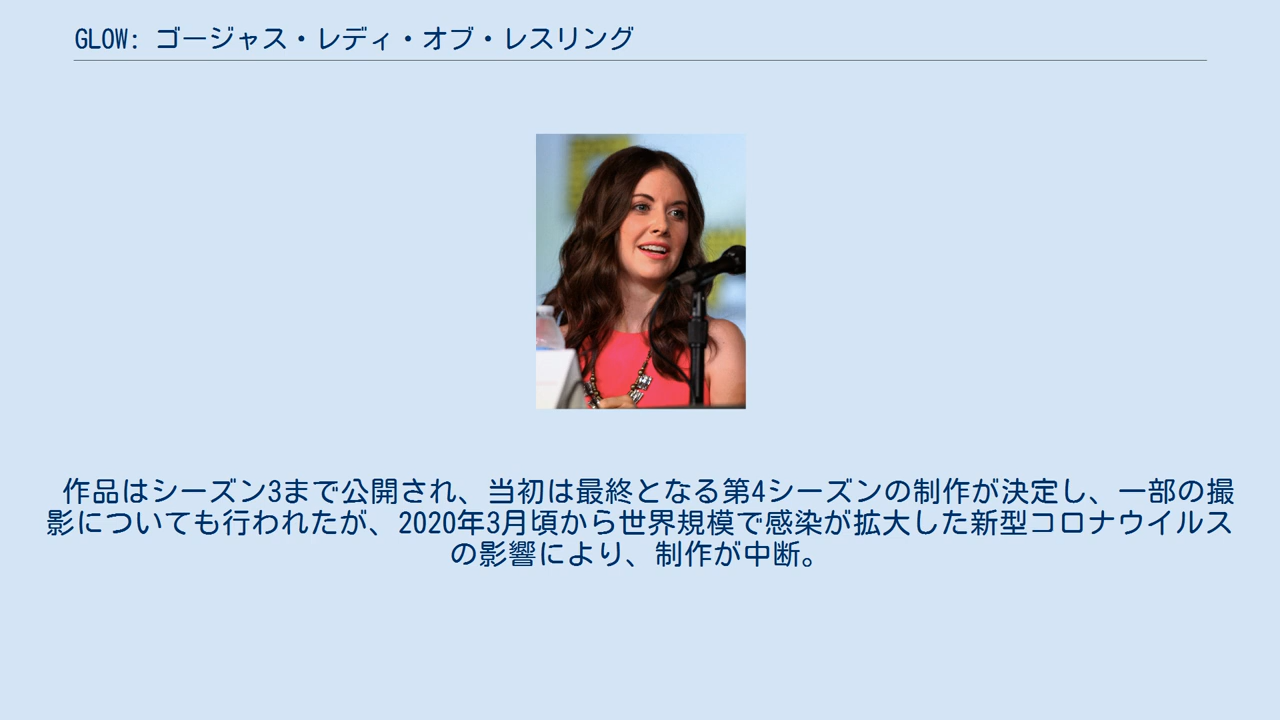 GLOW: ゴージャス・レディ・オブ・レスリング
作品はシーズン3まで公開され、当初は最終となる第4シーズンの制作が決定し、一部の撮
影についても行われたが、2020年3月頃から世界規模で感染が拡大した新型コロナウイルス
の影響により、制作が中断。